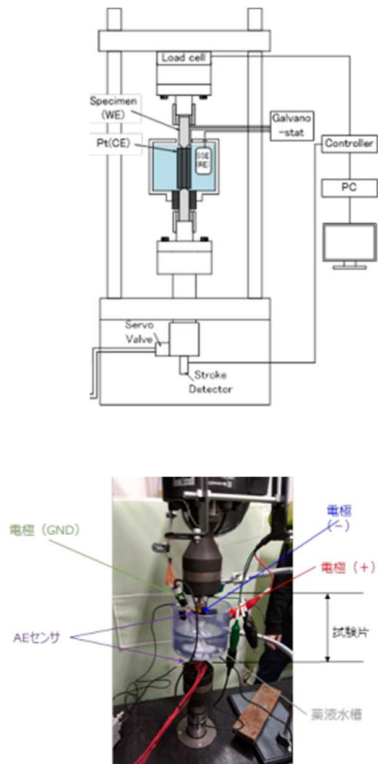 Load cell
Specimen
(WE)
Pt(CE)
SSE
(RE)
Galvano
-stat
Controller
PC
Servo
Valve
Stroke
Detector
電極（GND）
電極
(－)
電極（+）
AEセンサ
試験片
薬液水槽